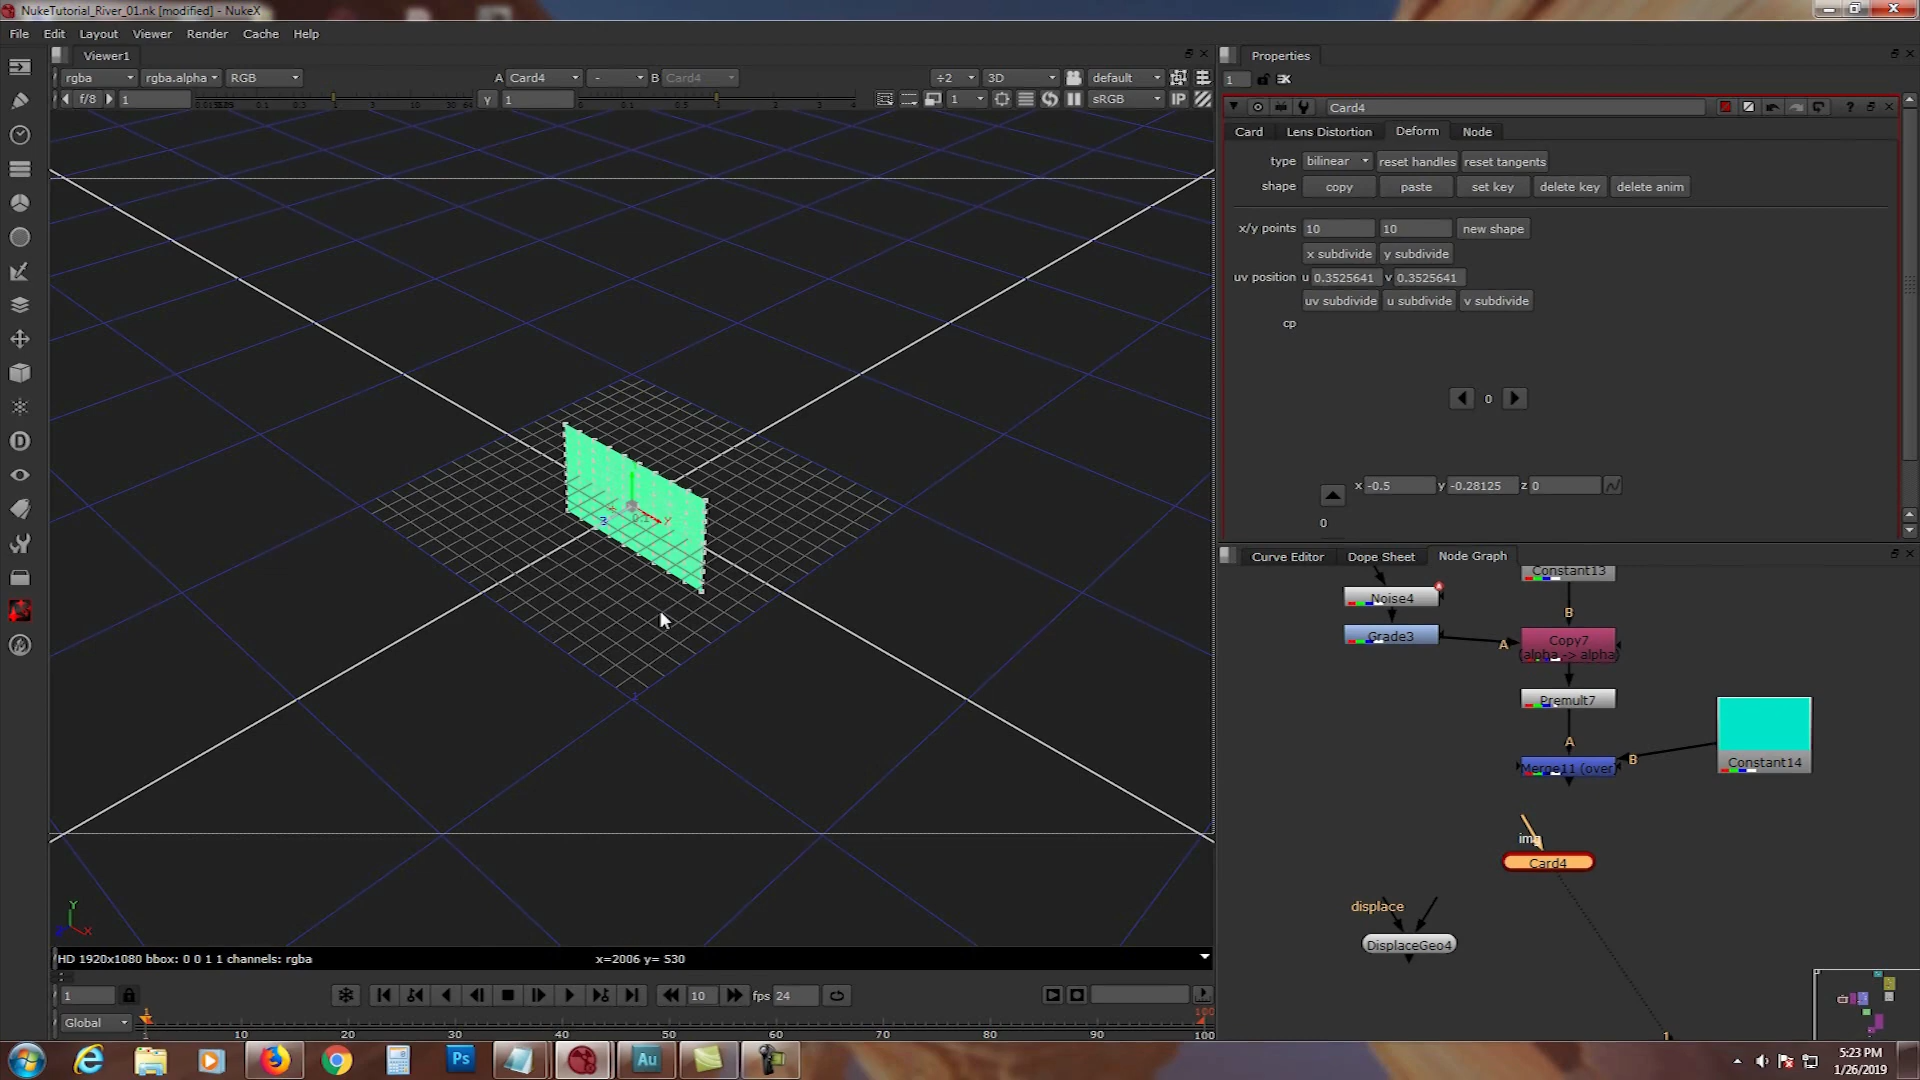 NukeTutorial_River_01.nk [modified] - NukeX
File Edit Layout Viewer Render Cache Help
Viewer1
rgba rgba.alpha RGB A Card4 - B Card4 ÷2 3D default
f/8 1 y 1 1 sRGB IP
HD 1920x1080 bbox: 0 0 1 1 channels: rgba x=2006 y= 530
1 10 fps 24
Global 1 10 20 30 40 50 60 70 80 90 100
100
Properties
1
Card4
Card Lens Distortion Deform Node
type bilinear reset handles reset tangents
shape copy paste set key delete key delete anim
x/y points 10 10 new shape
x subdivide y subdivide
uv position u 0.3525641 v 0.3525641
uv subdivide u subdivide v subdivide
cp
0
x -0.5 y -0.28125 z 0
0
Curve Editor Dope Sheet Node Graph
Constant13
Noise4
B
Grade3
A
Copy7
(alpha -> alpha)
Premult7
A
B
Merge11 (over)
Constant14
img
Card4
displace
DisplaceGeo4
1
Y
X
Ps
Au
5:23 PM
1/26/2019